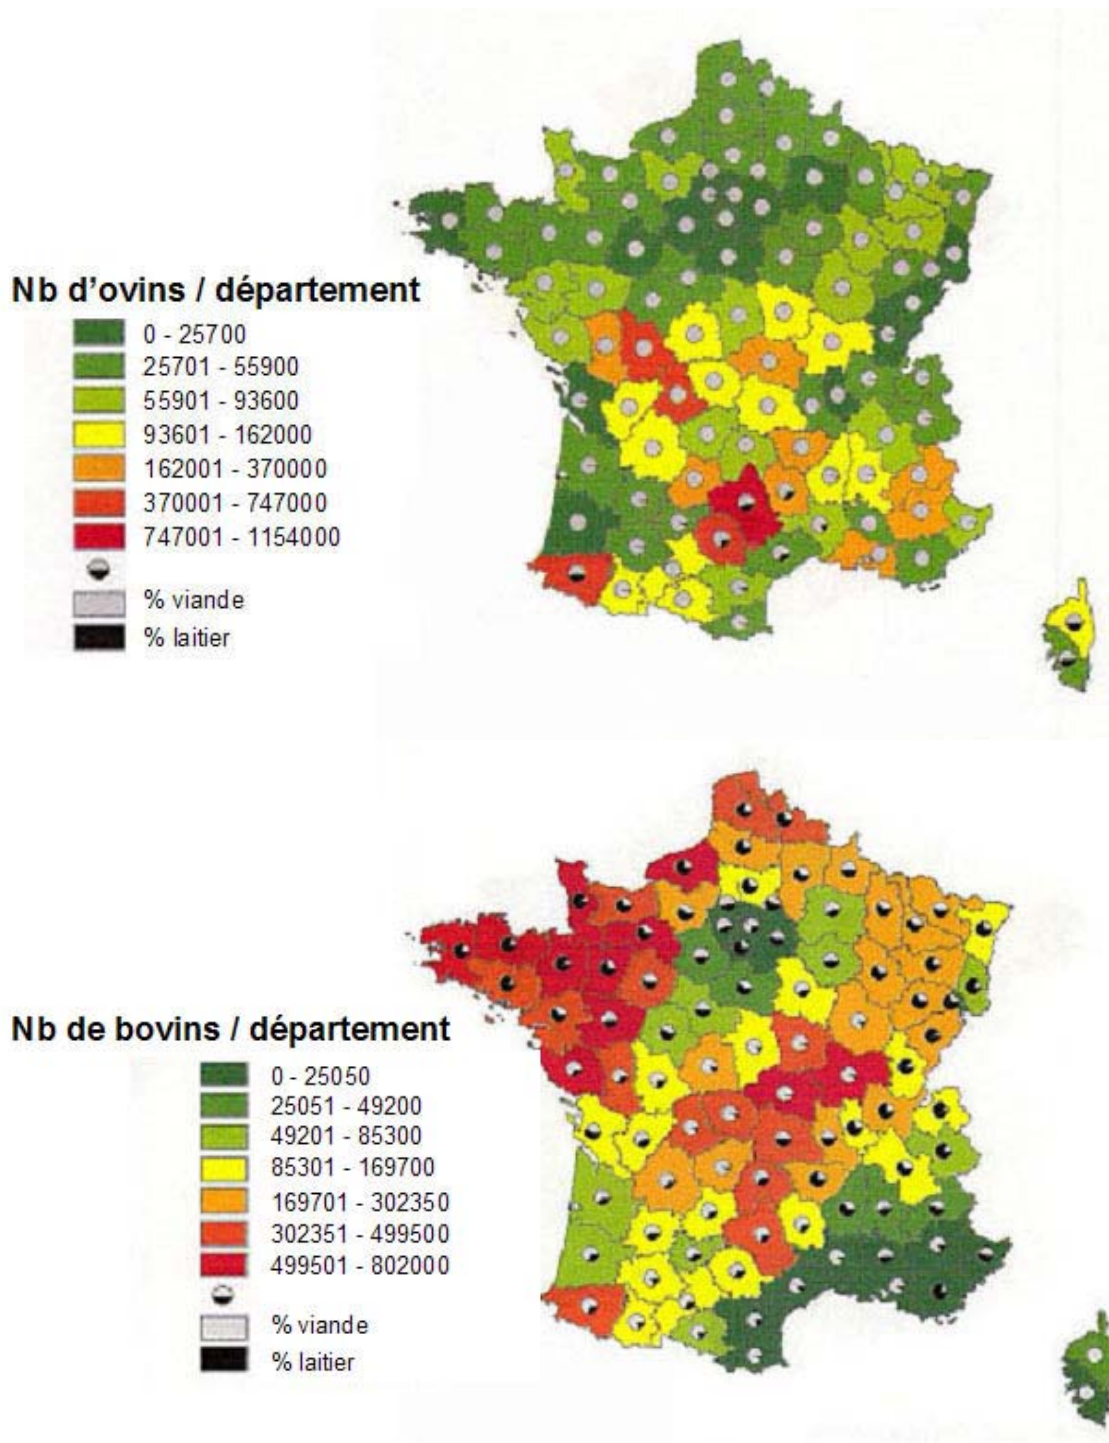 Nb d’ovins / département
0 - 25700
25701 - 55900
55901 - 93600
93601 - 162000
162001 - 370000
370001 - 747000
747001 - 1154000
% viande
% laitier
Nb de bovins / département
0 - 25050
25051 - 49200
49201 - 85300
85301 - 169700
169701 - 302350
302351 - 499500
499501 - 802000
% viande
% laitier